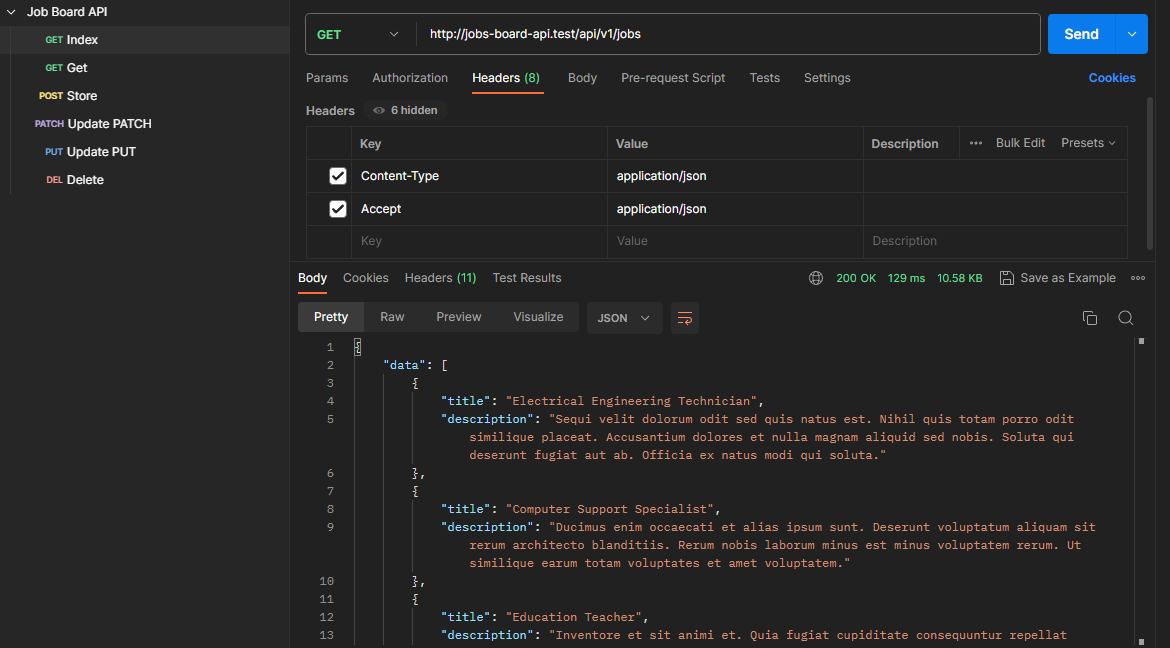 Job Board API
GET Index
GET Get
POST Store
PATCH Update PATCH
PUT Update PUT
DEL Delete
GET http://jobs-board-api.test/api/v1/jobs Send
Params Authorization Headers (8) Body Pre-request Script Tests Settings Cookies
Headers 6 hidden
Key Value Description Bulk Edit Presets
Content-Type application/json
Accept application/json
Key Value Description
Body Cookies Headers (11) Test Results 200 OK 129 ms 10.58 KB Save as Example
Pretty Raw Preview Visualize JSON
1 {
2 "data": [
3 {
4 "title": "Electrical Engineering Technician",
5 "description": "Sequi velit dolorum odit sed quis natus est. Nihil quis totam porro odit
similique placeat. Accusantium dolores et nulla magnam aliquid sed nobis. Soluta qui
deserunt fugiat aut ab. Officia ex natus modi qui soluta."
6 },
7 {
8 "title": "Computer Support Specialist",
9 "description": "Ducimus enim occaecati et alias ipsum sunt. Deserunt voluptatum aliquam sit
rerum architecto blanditiis. Rerum nobis laborum minus est minus voluptatem rerum. Ut
similique earum totam voluptates et amet voluptatem."
10 },
11 {
12 "title": "Education Teacher",
13 "description": "Inventore et sit animi et. Quia fugiat cupiditate consequuntur repellat